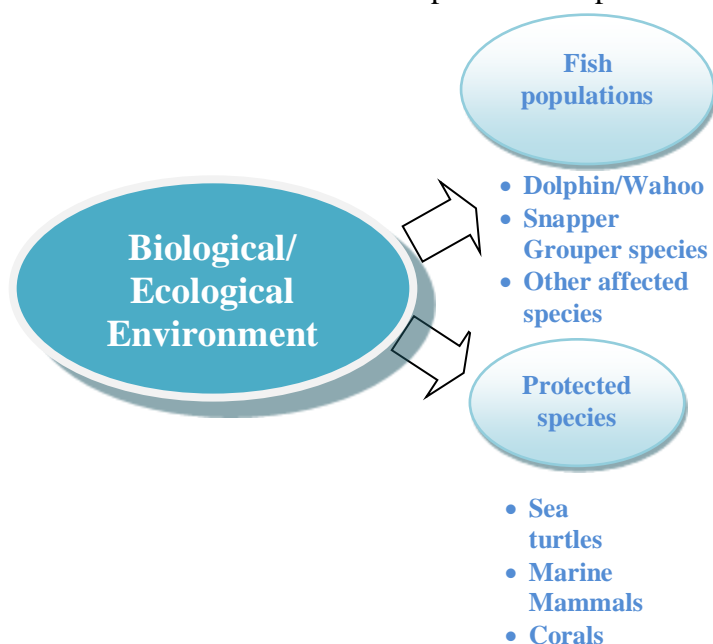 Biological/
Ecological
Environment
Fish
populations
• Dolphin/Wahoo
• Snapper
Grouper species
• Other affected
species
Protected
species
• Sea
turtles
• Marine
Mammals
• Corals